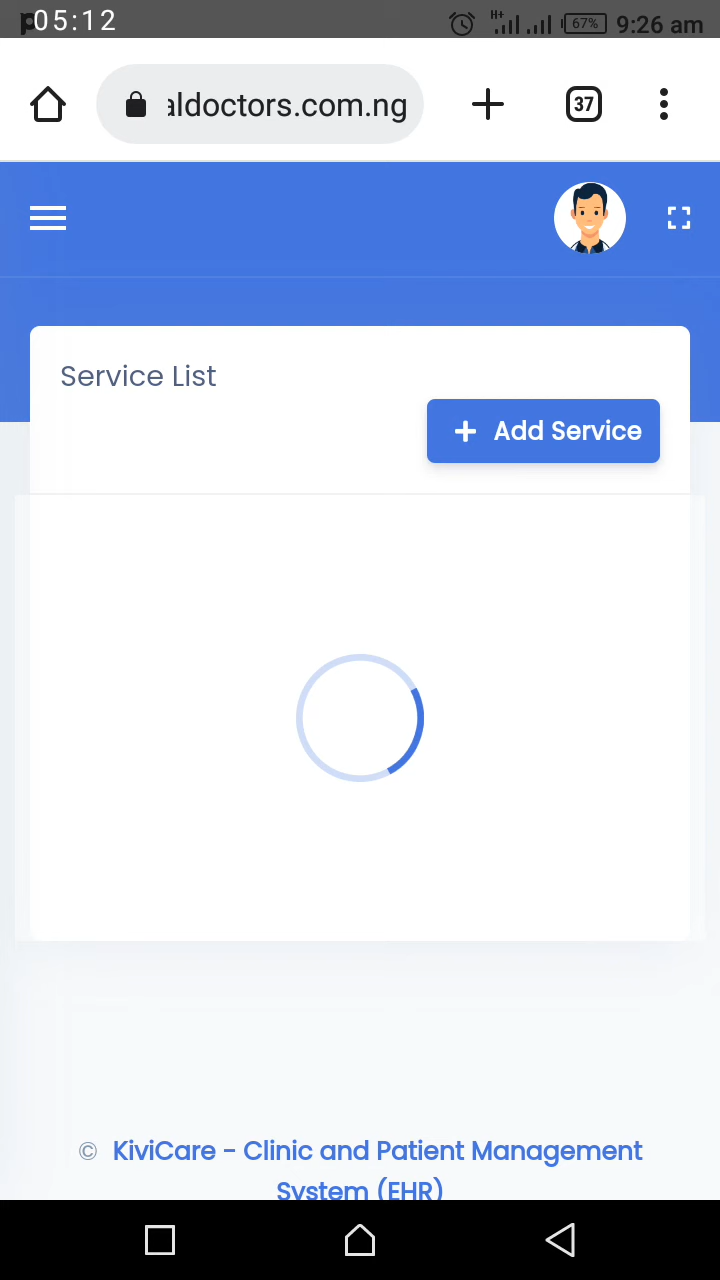 05:12
H+
67%
9:26 am
aldoctors.com.ng
37
Service List
Add Service
© KiviCare - Clinic and Patient Management
System (EHR)